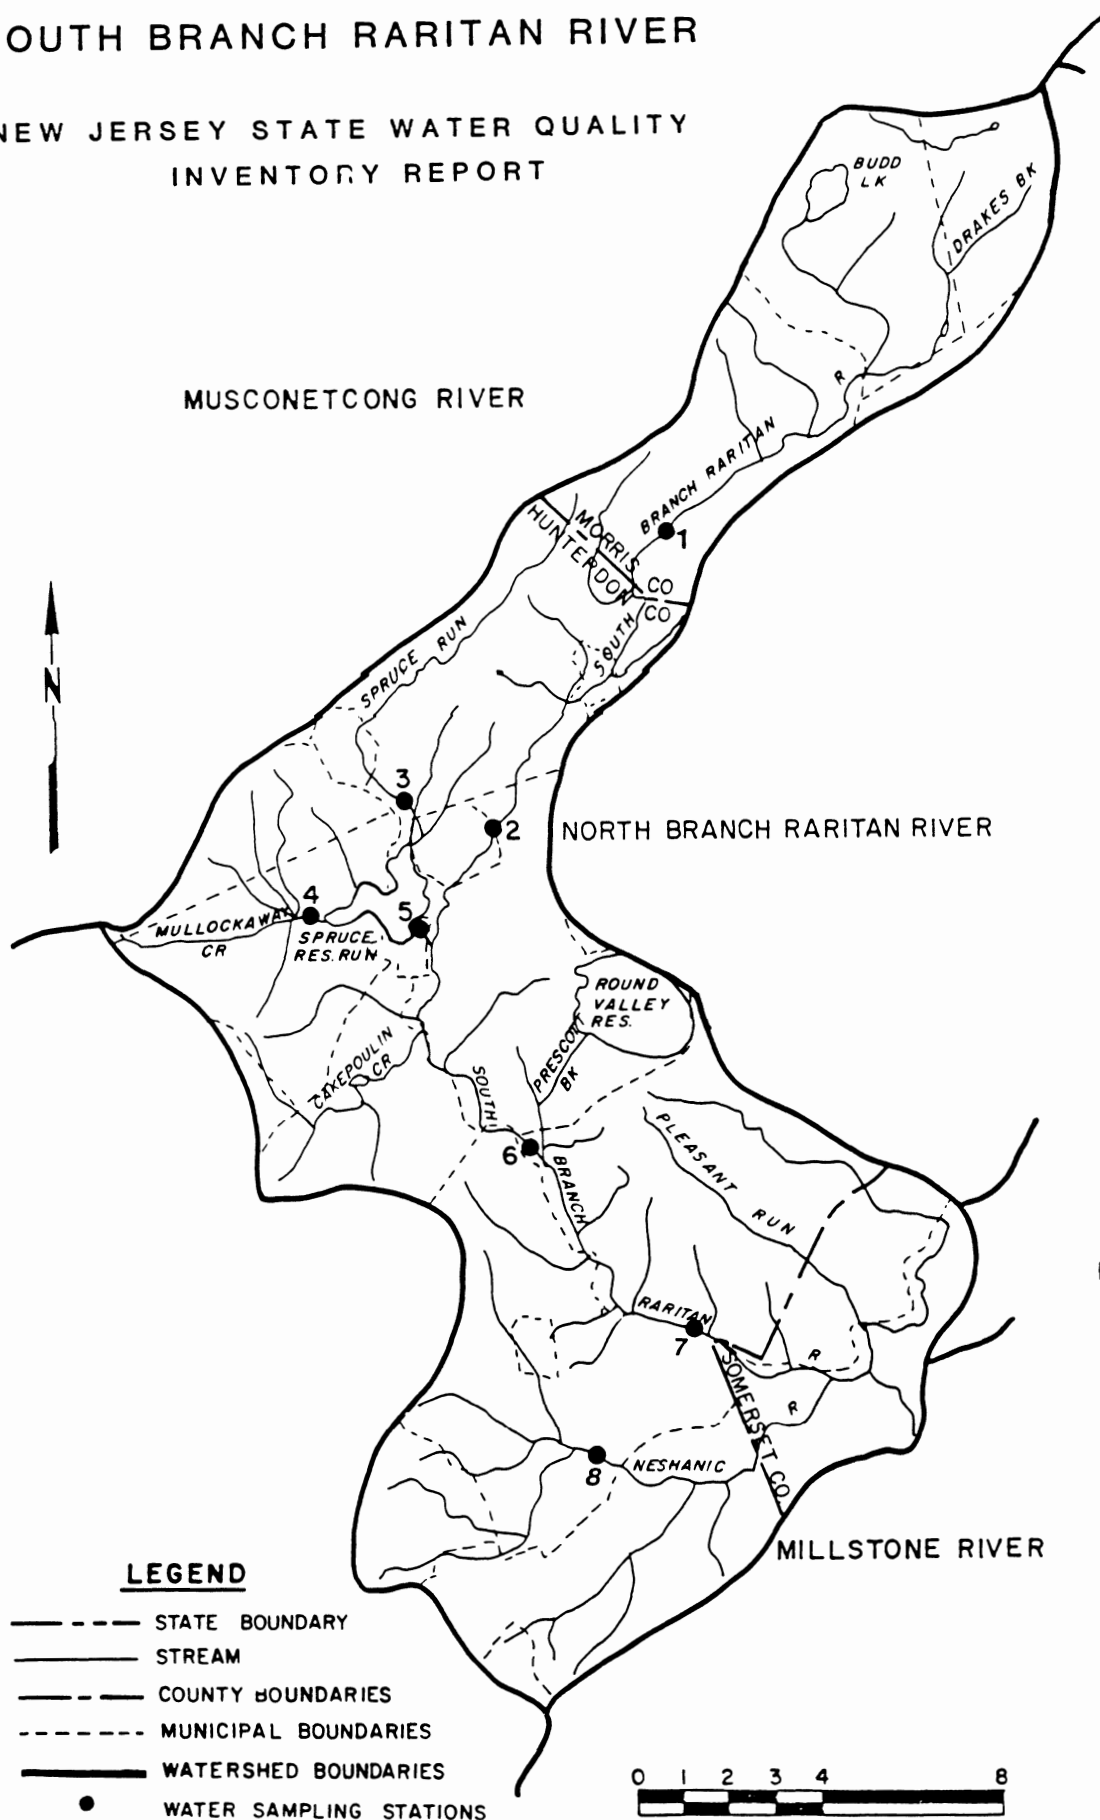 OUTH BRANCH RARITAN RIVER
NEW JERSEY STATE WATER QUALITY
INVENTORY REPORT
BUDD
LK
DRAKES BK
MUSCONETCONG RIVER
R
BRANCH RARITAN
1
MORRIS CO
HUNTERDON CO
SOUTH
SPRUCE RUN
N
3
2
NORTH BRANCH RARITAN RIVER
4
5
MULLOCKAWAY
CR
SPRUCE
RES. RUN
ROUND
VALLEY
RES.
CAKEPOULIN
CR
PRESCOTT
BK
SOUTH
6
BRANCH
PLEASANT RUN
RARITAN
7
R
SOMERSET CO.
R
8
NESHANIC
MILLSTONE RIVER
LEGEND
STATE BOUNDARY
STREAM
COUNTY BOUNDARIES
MUNICIPAL BOUNDARIES
WATERSHED BOUNDARIES
WATER SAMPLING STATIONS
0 1 2 3 4 8